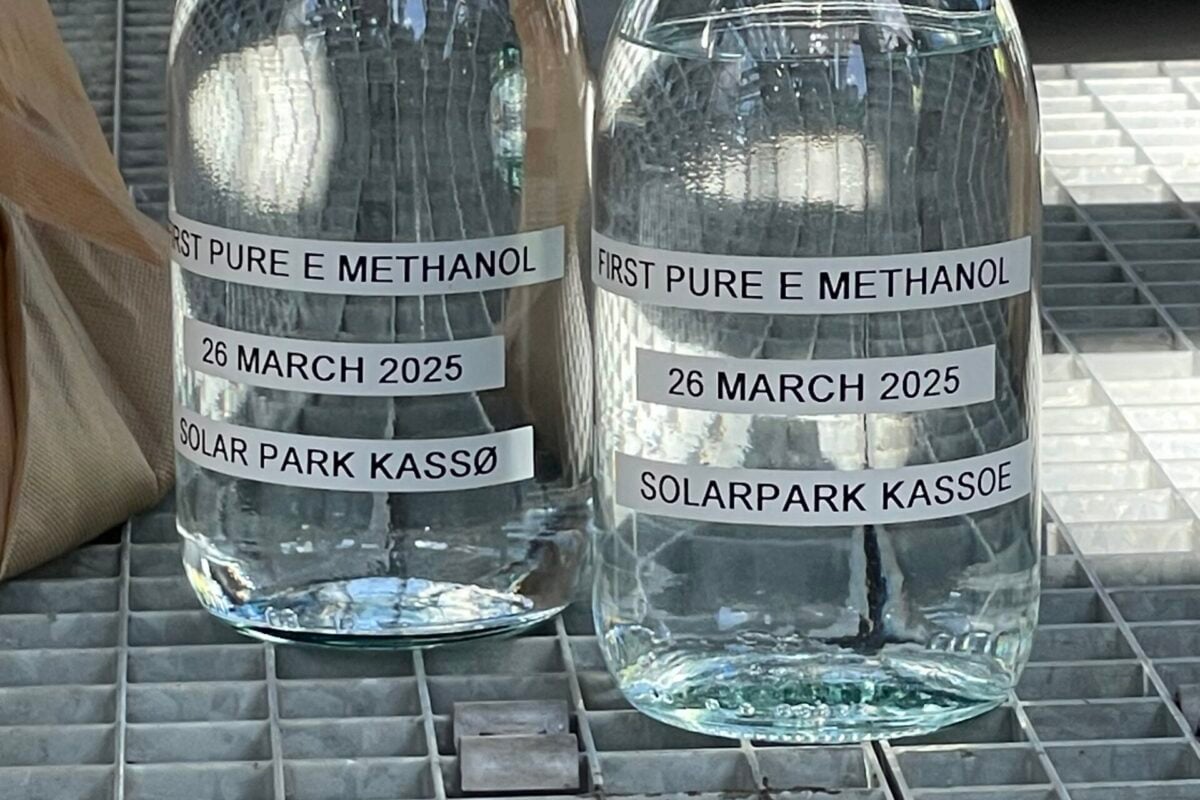 FIRST PURE E METHANOL
26 MARCH 2025
SOLAR PARK KASSØ
FIRST PURE E METHANOL
26 MARCH 2025
SOLARPARK KASSOE